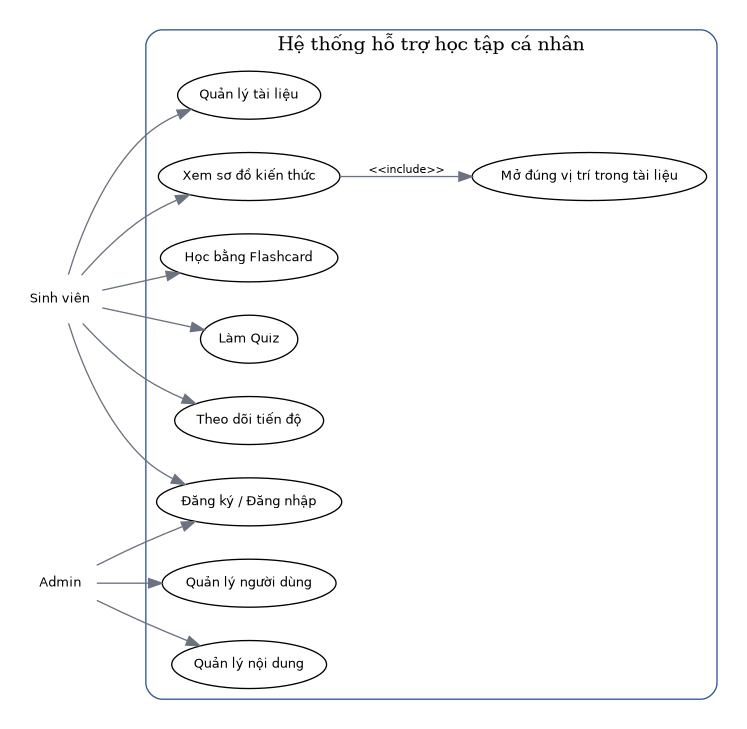 Hệ thống hỗ trợ học tập cá nhân
Quản lý tài liệu
Xem sơ đồ kiến thức
<<include>>
Mở đúng vị trí trong tài liệu
Học bằng Flashcard
Sinh viên
Làm Quiz
Theo dõi tiến độ
Đăng ký / Đăng nhập
Admin
Quản lý người dùng
Quản lý nội dung